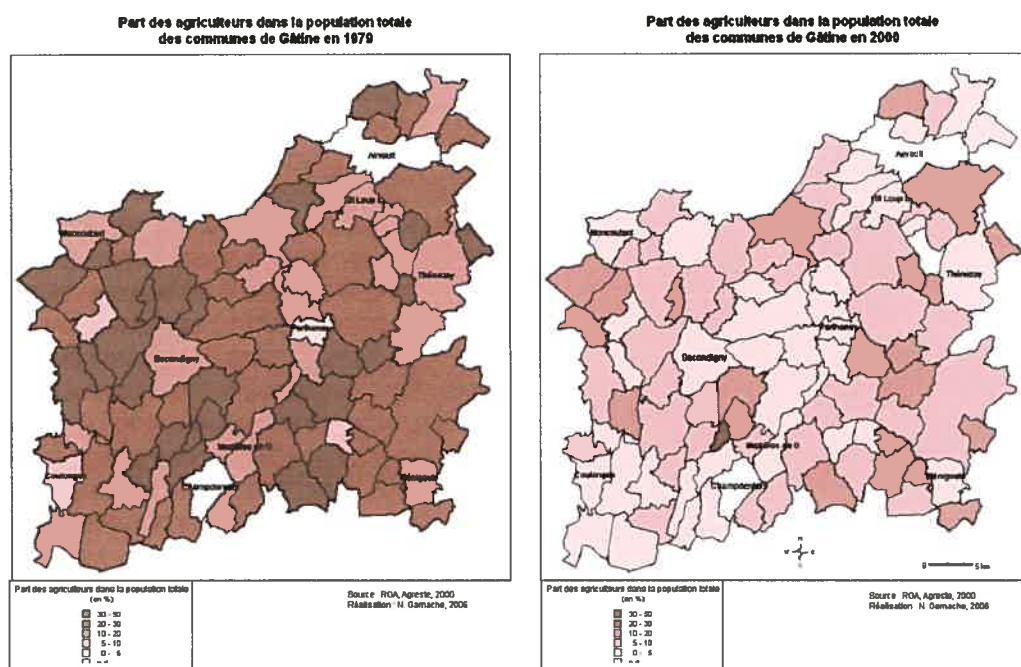 Part des agriculteurs dans la population totale
des communes de Gâtine en 1979
Airvault
St Loup L
Moncoutant
Thénezay
Parthenay
Secondigny
Mazières en G
Coulonges
Champdeniers
Ménigoute
Part des agriculteurs dans la population totale
(en %)
30 - 50
20 - 30
10 - 20
5 - 10
0 - 5
n.d
Source RGA, Agreste, 2000
Réalisation : N. Gamache, 2005
Part des agriculteurs dans la population totale
des communes de Gâtine en 2000
Airvault
St Loup L
Moncoutant
Thénezay
Parthenay
Secondigny
Mazières en G
Coulonges
Champdeniers
Ménigoute
N
0
5 km
Part des agriculteurs dans la population totale
(en %)
30 - 50
20 - 30
10 - 20
5 - 10
0 - 5
n.d
Source RGA, Agreste, 2000
Réalisation : N. Gamache, 2005